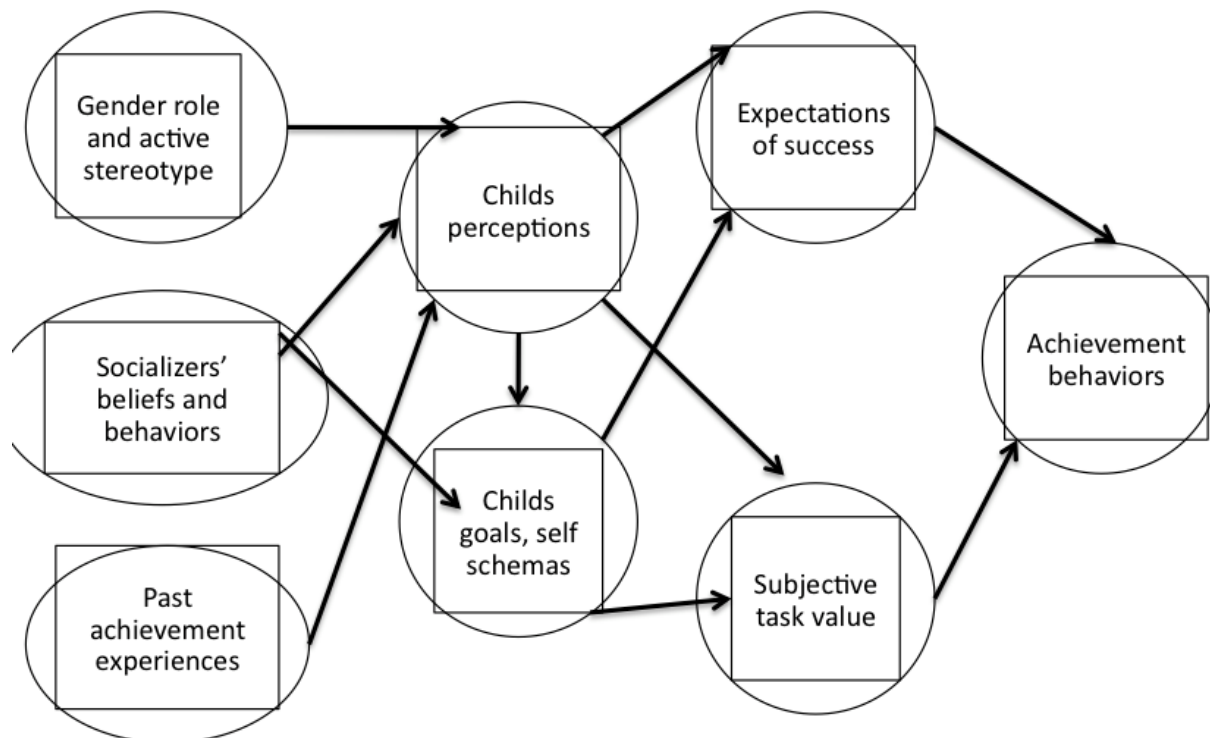 Gender role
and active
stereotype
Childs
perceptions
Expectations
of success
Socializers’
beliefs and
behaviors
Childs
goals, self
schemas
Achievement
behaviors
Past
achievement
experiences
Subjective
task value